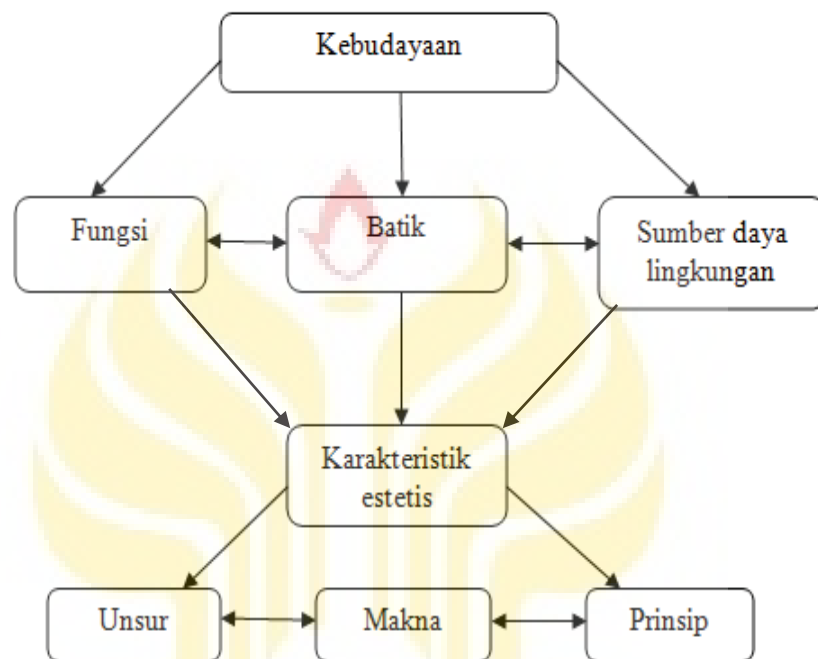 Kebudayaan
Fungsi
Batik
Sumber daya
lingkungan
Karakteristik
estetis
Unsur
Makna
Prinsip